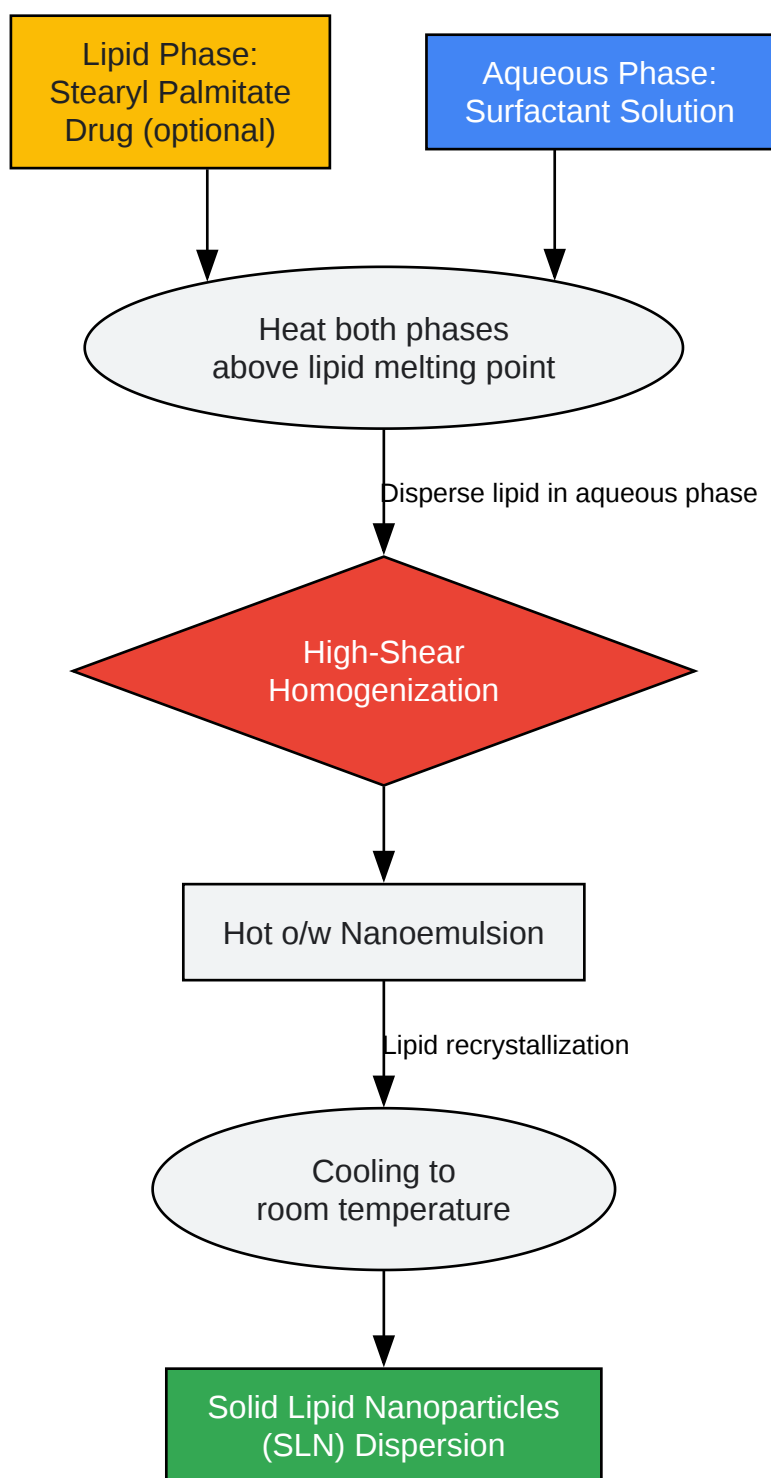 Lipid Phase:
Stearyl Palmitate
Drug (optional)
Aqueous Phase:
Surfactant Solution
Heat both phases
above lipid melting point
Disperse lipid in aqueous phase
High-Shear
Homogenization
Hot o/w Nanoemulsion
Lipid recrystallization
Cooling to
room temperature
Solid Lipid Nanoparticles
(SLN) Dispersion